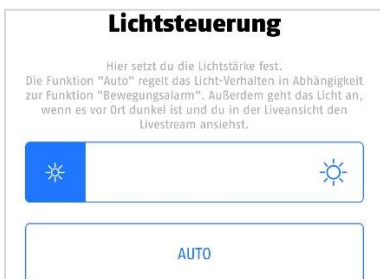 Lichtsteuerung
Hier setzt du die Lichtstärke fest.
Die Funktion "Auto" regelt das Licht-Verhalten in Abhängigkeit
zur Funktion "Bewegungsalarm". Außerdem geht das Licht an,
wenn es vor Ort dunkel ist und du in der Liveansicht den
Livestream ansiehst.
AUTO